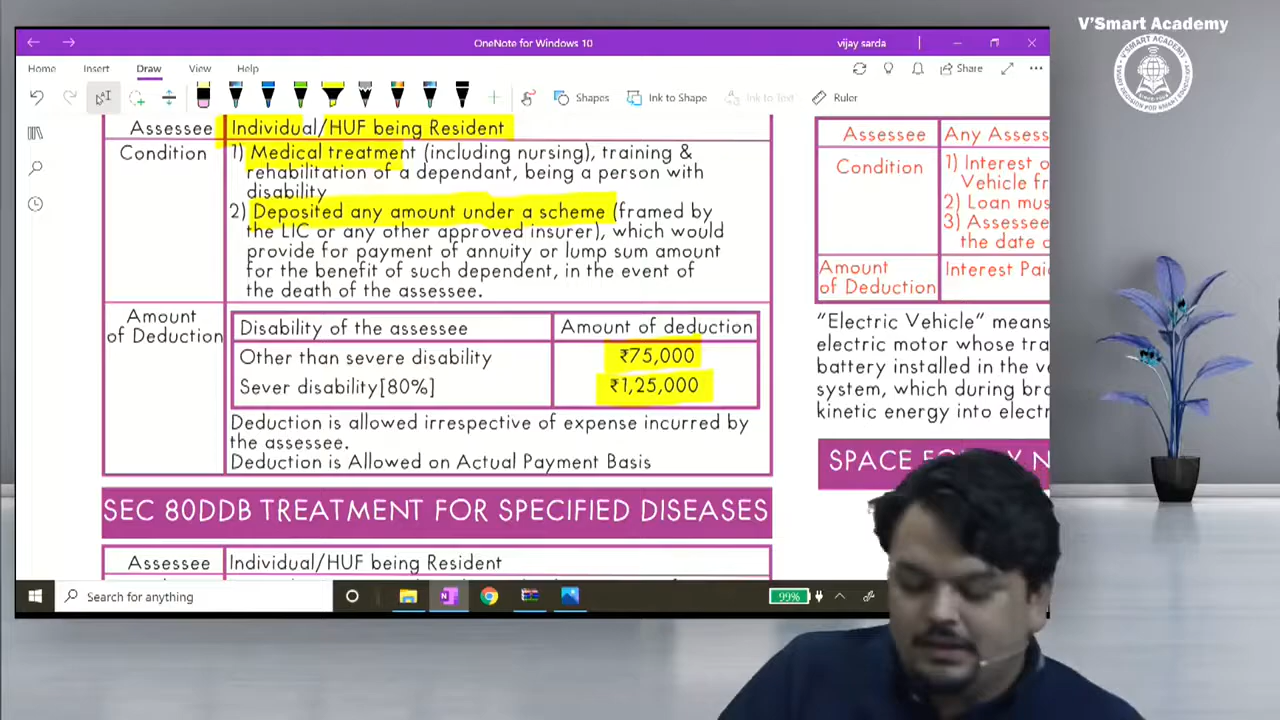 V'Smart Academy
OneNote for Windows 10
vijay sarda
Home Insert Draw View Help
Share
Shapes
Ink to Shape
Ink to Text
Ruler
Assessee Individual/HUF being Resident
Condition 1) Medical treatment (including nursing), training &
rehabilitation of a dependant, being a person with
disability
2) Deposited any amount under a scheme (framed by
the LIC or any other approved insurer), which would
provide for payment of annuity or lump sum amount
for the benefit of such dependent, in the event of
the death of the assessee.
Amount
of Deduction
Disability of the assessee Amount of deduction
Other than severe disability ₹75,000
Sever disability[80%] ₹1,25,000
Deduction is allowed irrespective of expense incurred by
the assessee.
Deduction is Allowed on Actual Payment Basis
SEC 80DDB TREATMENT FOR SPECIFIED DISEASES
Assessee Individual/HUF being Resident
Assessee Any Assess
Condition 1) Interest o
Vehicle fr
2) Loan mus
3) Assessee
the date o
Amount
of Deduction
Interest Pai
"Electric Vehicle" means
electric motor whose tra
battery installed in the ve
system, which during bra
kinetic energy into electr
SPACE FO
N
Search for anything
99%